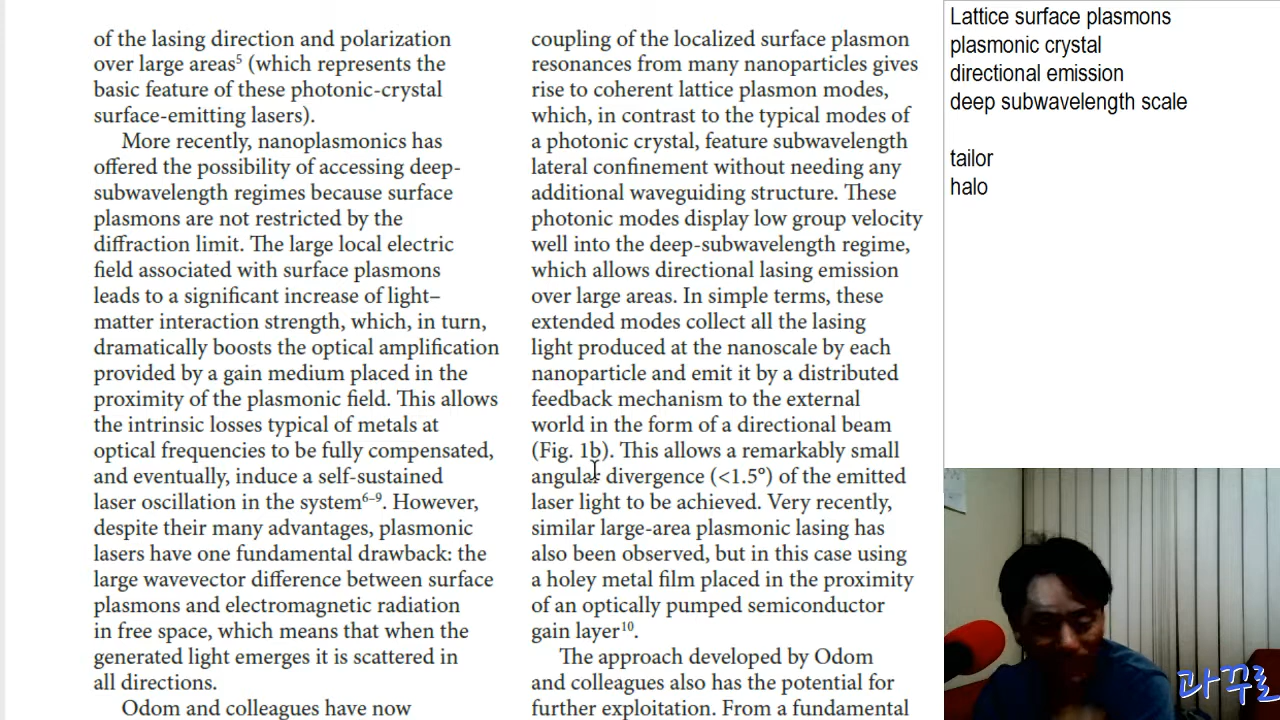 of the lasing direction and polarization
over large areas⁵ (which represents the
basic feature of these photonic-crystal
surface-emitting lasers).
More recently, nanoplasmonics has
offered the possibility of accessing deep-
subwavelength regimes because surface
plasmons are not restricted by the
diffraction limit. The large local electric
field associated with surface plasmons
leads to a significant increase of light–
matter interaction strength, which, in turn,
dramatically boosts the optical amplification
provided by a gain medium placed in the
proximity of the plasmonic field. This allows
the intrinsic losses typical of metals at
optical frequencies to be fully compensated,
and eventually, induce a self-sustained
laser oscillation in the system⁶⁻⁹. However,
despite their many advantages, plasmonic
lasers have one fundamental drawback: the
large wavevector difference between surface
plasmons and electromagnetic radiation
in free space, which means that when the
generated light emerges it is scattered in
all directions.
Odom and colleagues have now
coupling of the localized surface plasmon
resonances from many nanoparticles gives
rise to coherent lattice plasmon modes,
which, in contrast to the typical modes of
a photonic crystal, feature subwavelength
lateral confinement without needing any
additional waveguiding structure. These
photonic modes display low group velocity
well into the deep-subwavelength regime,
which allows directional lasing emission
over large areas. In simple terms, these
extended modes collect all the lasing
light produced at the nanoscale by each
nanoparticle and emit it by a distributed
feedback mechanism to the external
world in the form of a directional beam
(Fig. 1b). This allows a remarkably small
angular divergence (<1.5°) of the emitted
laser light to be achieved. Very recently,
similar large-area plasmonic lasing has
also been observed, but in this case using
a holey metal film placed in the proximity
of an optically pumped semiconductor
gain layer¹⁰.
The approach developed by Odom
and colleagues also has the potential for
further exploitation. From a fundamental
Lattice surface plasmons
plasmonic crystal
directional emission
deep subwavelength scale
tailor
halo
과꾸로